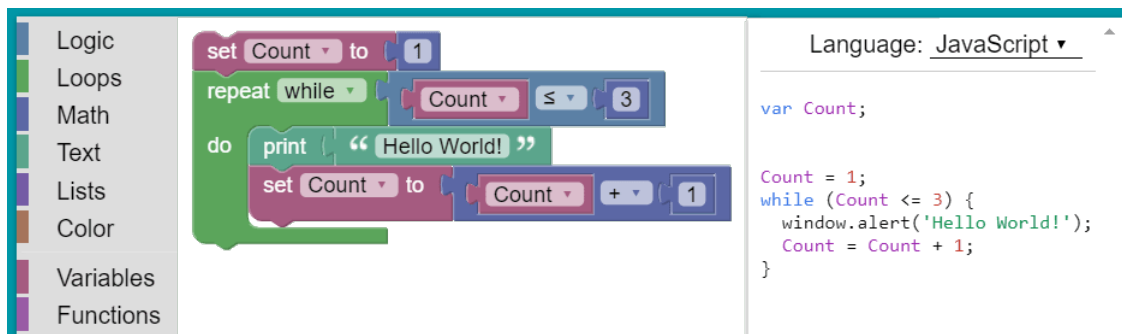 Logic
Loops
Math
Text
Lists
Color
Variables
Functions
set Count to 1
repeat while Count ≤ 3
do print “ Hello World! ”
set Count to Count + 1
Language: JavaScript
var Count;
Count = 1;
while (Count <= 3) {
  window.alert('Hello World!');
  Count = Count + 1;
}